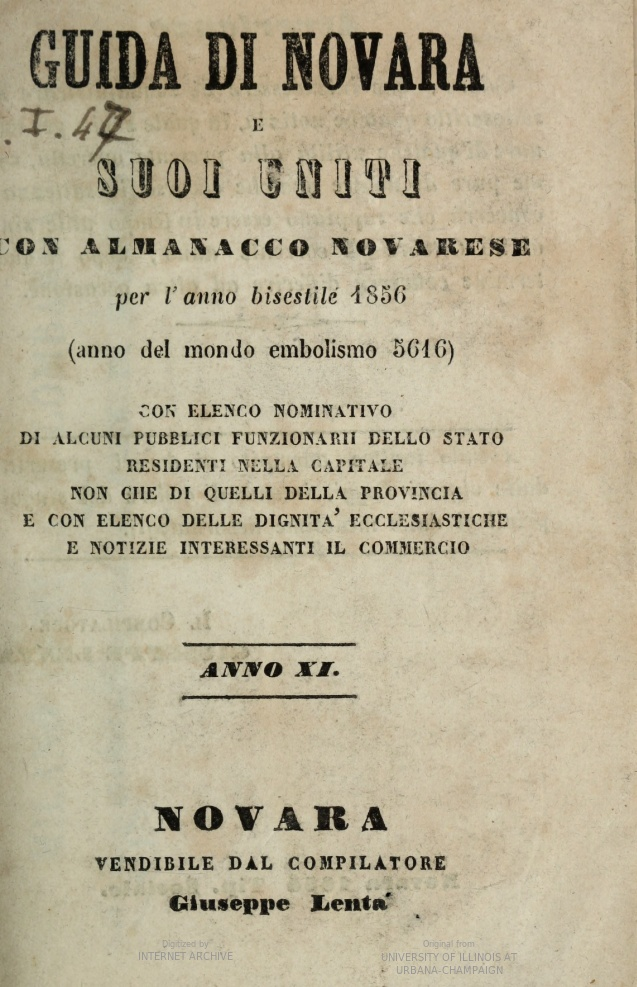 GUIDA DI NOVARA
I. 47
E
SUOI UNITI
CON ALMANACCO NOVARESE
per l'anno bisestile 1856
(anno del mondo embolismo 5616)
CON ELENCO NOMINATIVO
DI ALCUNI PUBBLICI FUNZIONARII DELLO STATO
RESIDENTI NELLA CAPITALE
NON CHE DI QUELLI DELLA PROVINCIA
E CON ELENCO DELLE DIGNITA' ECCLESIASTICHE
E NOTIZIE INTERESSANTI IL COMMERCIO
ANNO XI.
NOVARA
VENDIBILE DAL COMPILATORE
Giuseppe Lenta'
Digitized by
INTERNET ARCHIVE
Original from
UNIVERSITY OF ILLINOIS AT
URBANA-CHAMPAIGN